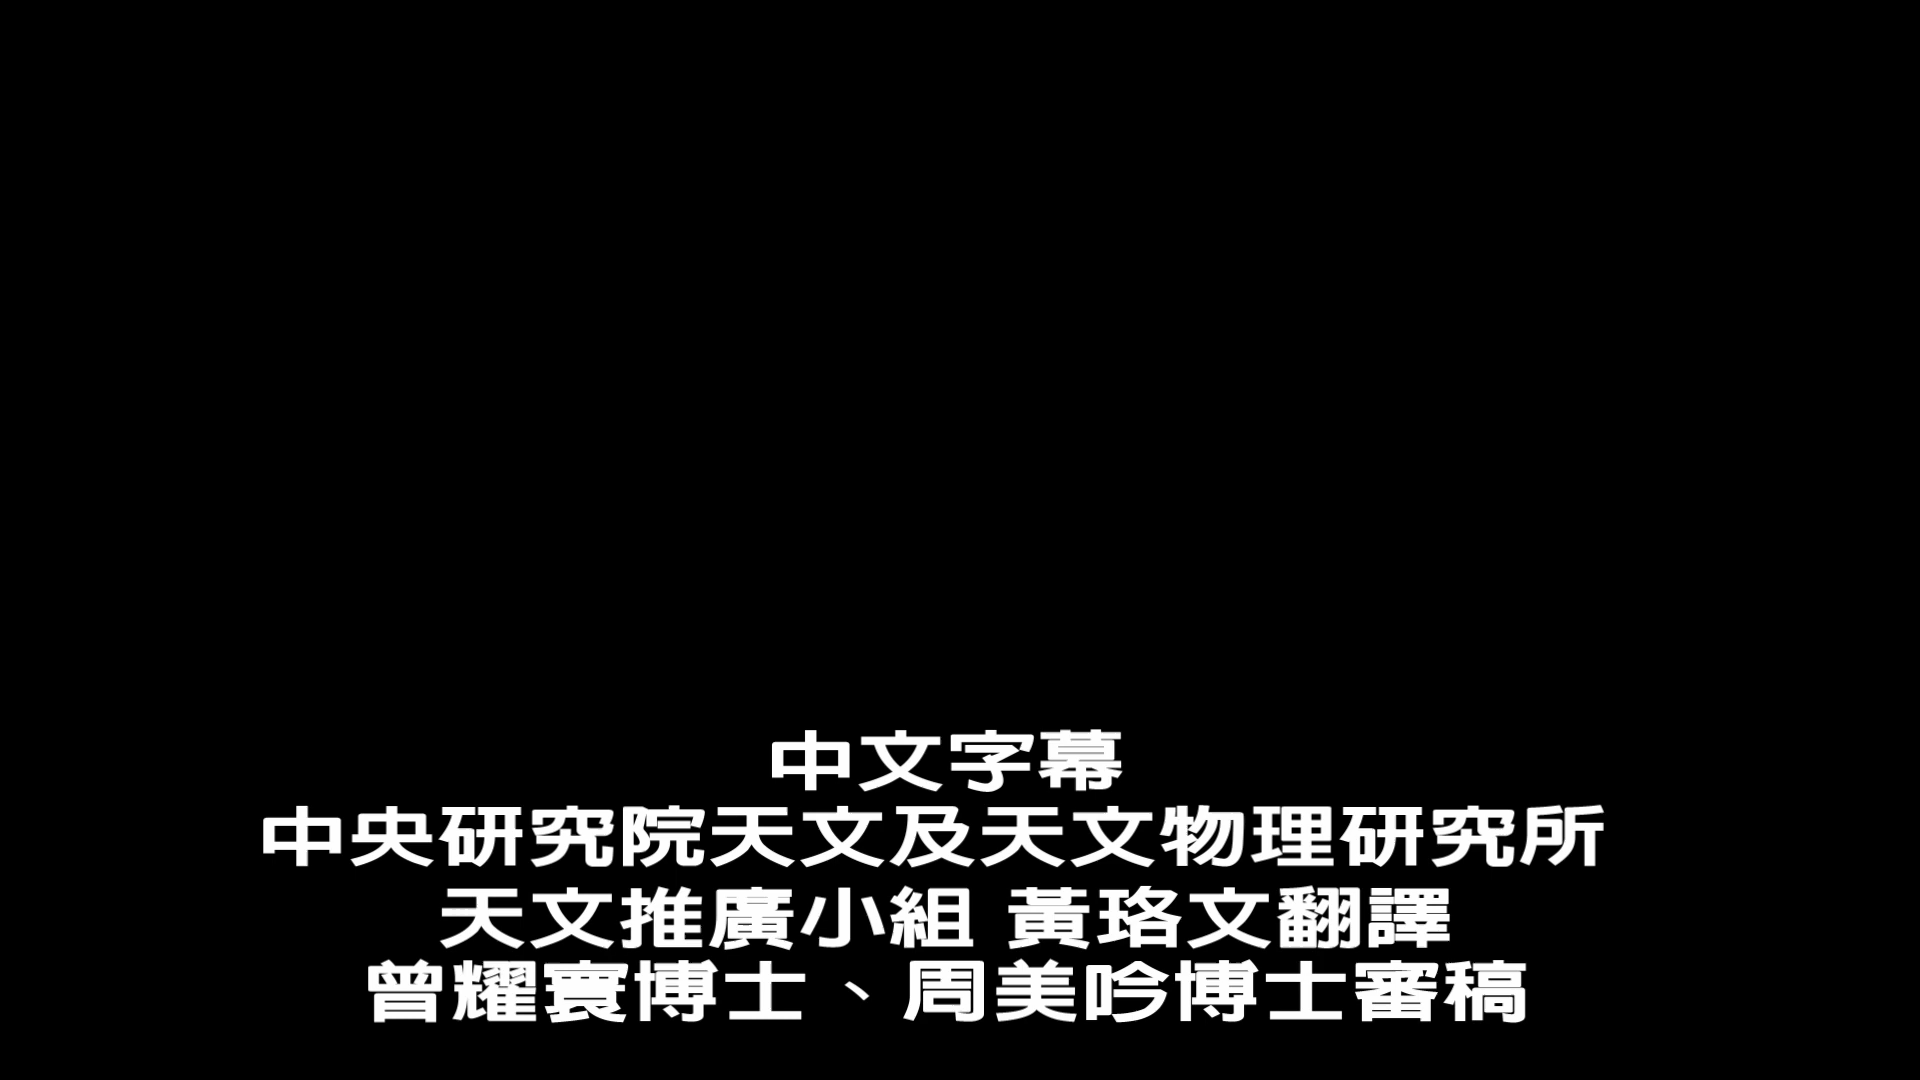 中文字幕
中央研究院天文及天文物理研究所
天文推廣小組 黃珞文翻譯
曾耀寰博士、周美吟博士審稿